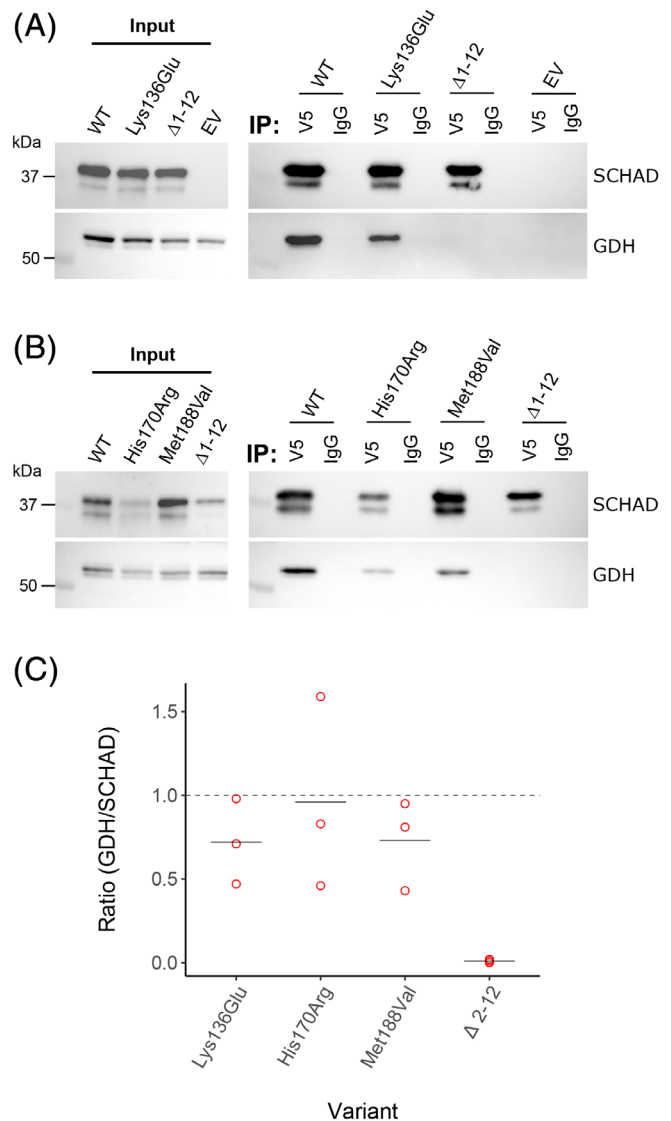 (A)
Input
WT
Lys136Glu
Δ1-12
EV
WT
Lys136Glu
Δ1-12
EV
IP: V5 IgG V5 IgG V5 IgG V5 IgG
kDa
37
SCHAD
50
GDH
(B)
Input
WT
His170Arg
Met188Val
Δ1-12
WT
His170Arg
Met188Val
Δ1-12
IP: V5 IgG V5 IgG V5 IgG V5 IgG
kDa
37
SCHAD
50
GDH
(C)
Ratio (GDH/SCHAD)
1.5
1.0
0.5
0.0
Lys136Glu
His170Arg
Met188Val
Δ 2-12
Variant